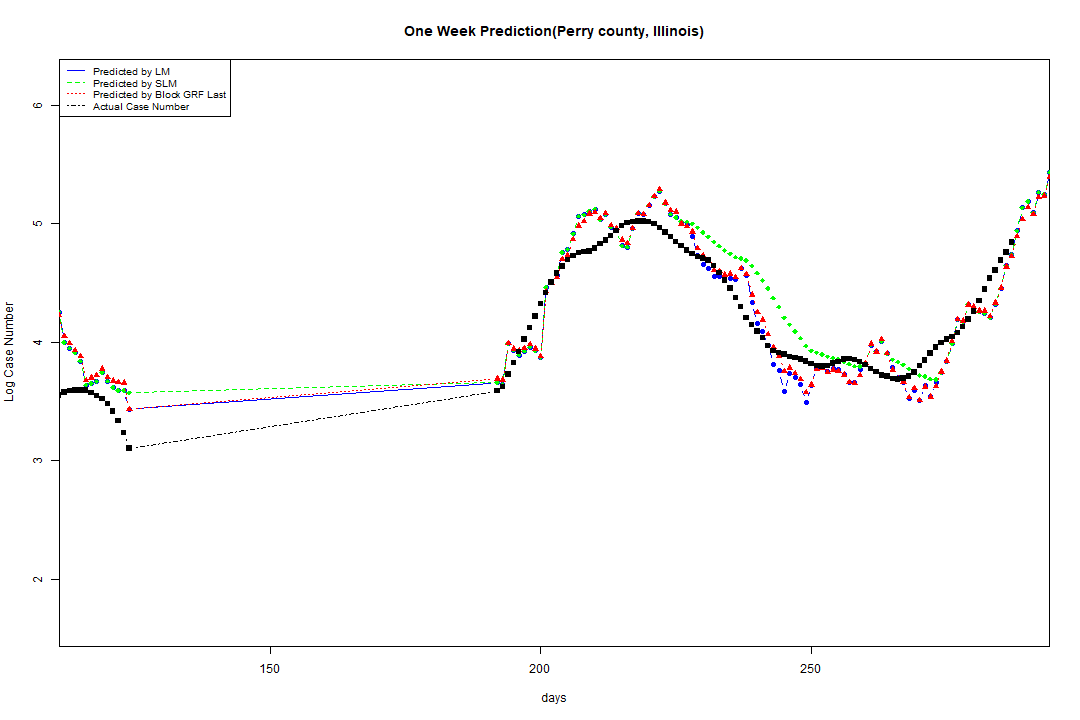 One Week Prediction(Perry county, Illinois)
Predicted by LM
Predicted by SLM
Predicted by Block GRF Last
Actual Case Number
6
5
4
3
2
Log Case Number
150
200
250
days